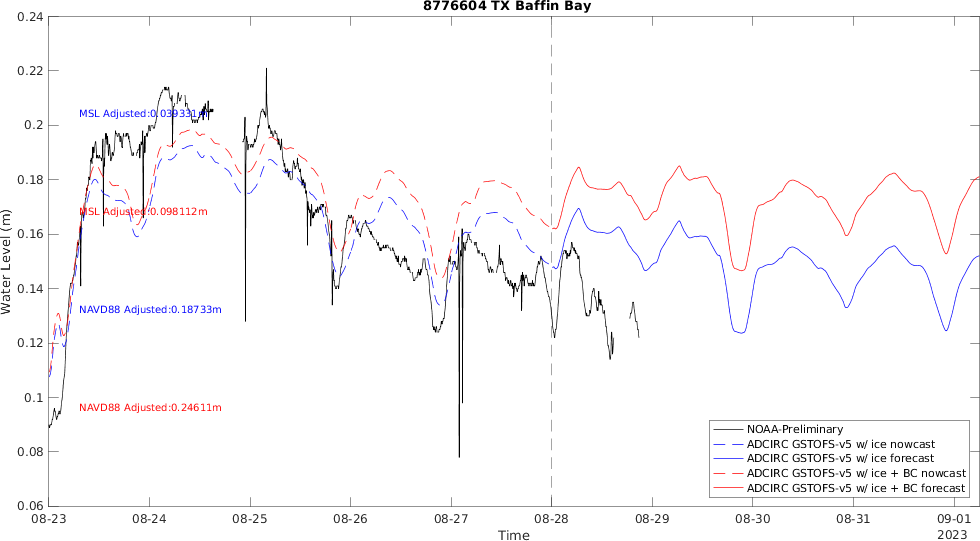 8776604 TX Baffin Bay
0.24
0.22
0.2
0.18
0.16
0.14
0.12
0.1
0.08
0.06
Water Level (m)
MSL Adjusted:0.039331m
MSL Adjusted:0.098112m
NAVD88 Adjusted:0.18733m
NAVD88 Adjusted:0.24611m
NOAA-Preliminary
ADCIRC GSTOFS-v5 w/ ice nowcast
ADCIRC GSTOFS-v5 w/ ice forecast
ADCIRC GSTOFS-v5 w/ ice + BC nowcast
ADCIRC GSTOFS-v5 w/ ice + BC forecast
08-23 08-24 08-25 08-26 08-27 08-28 08-29 08-30 08-31 09-01
2023
Time